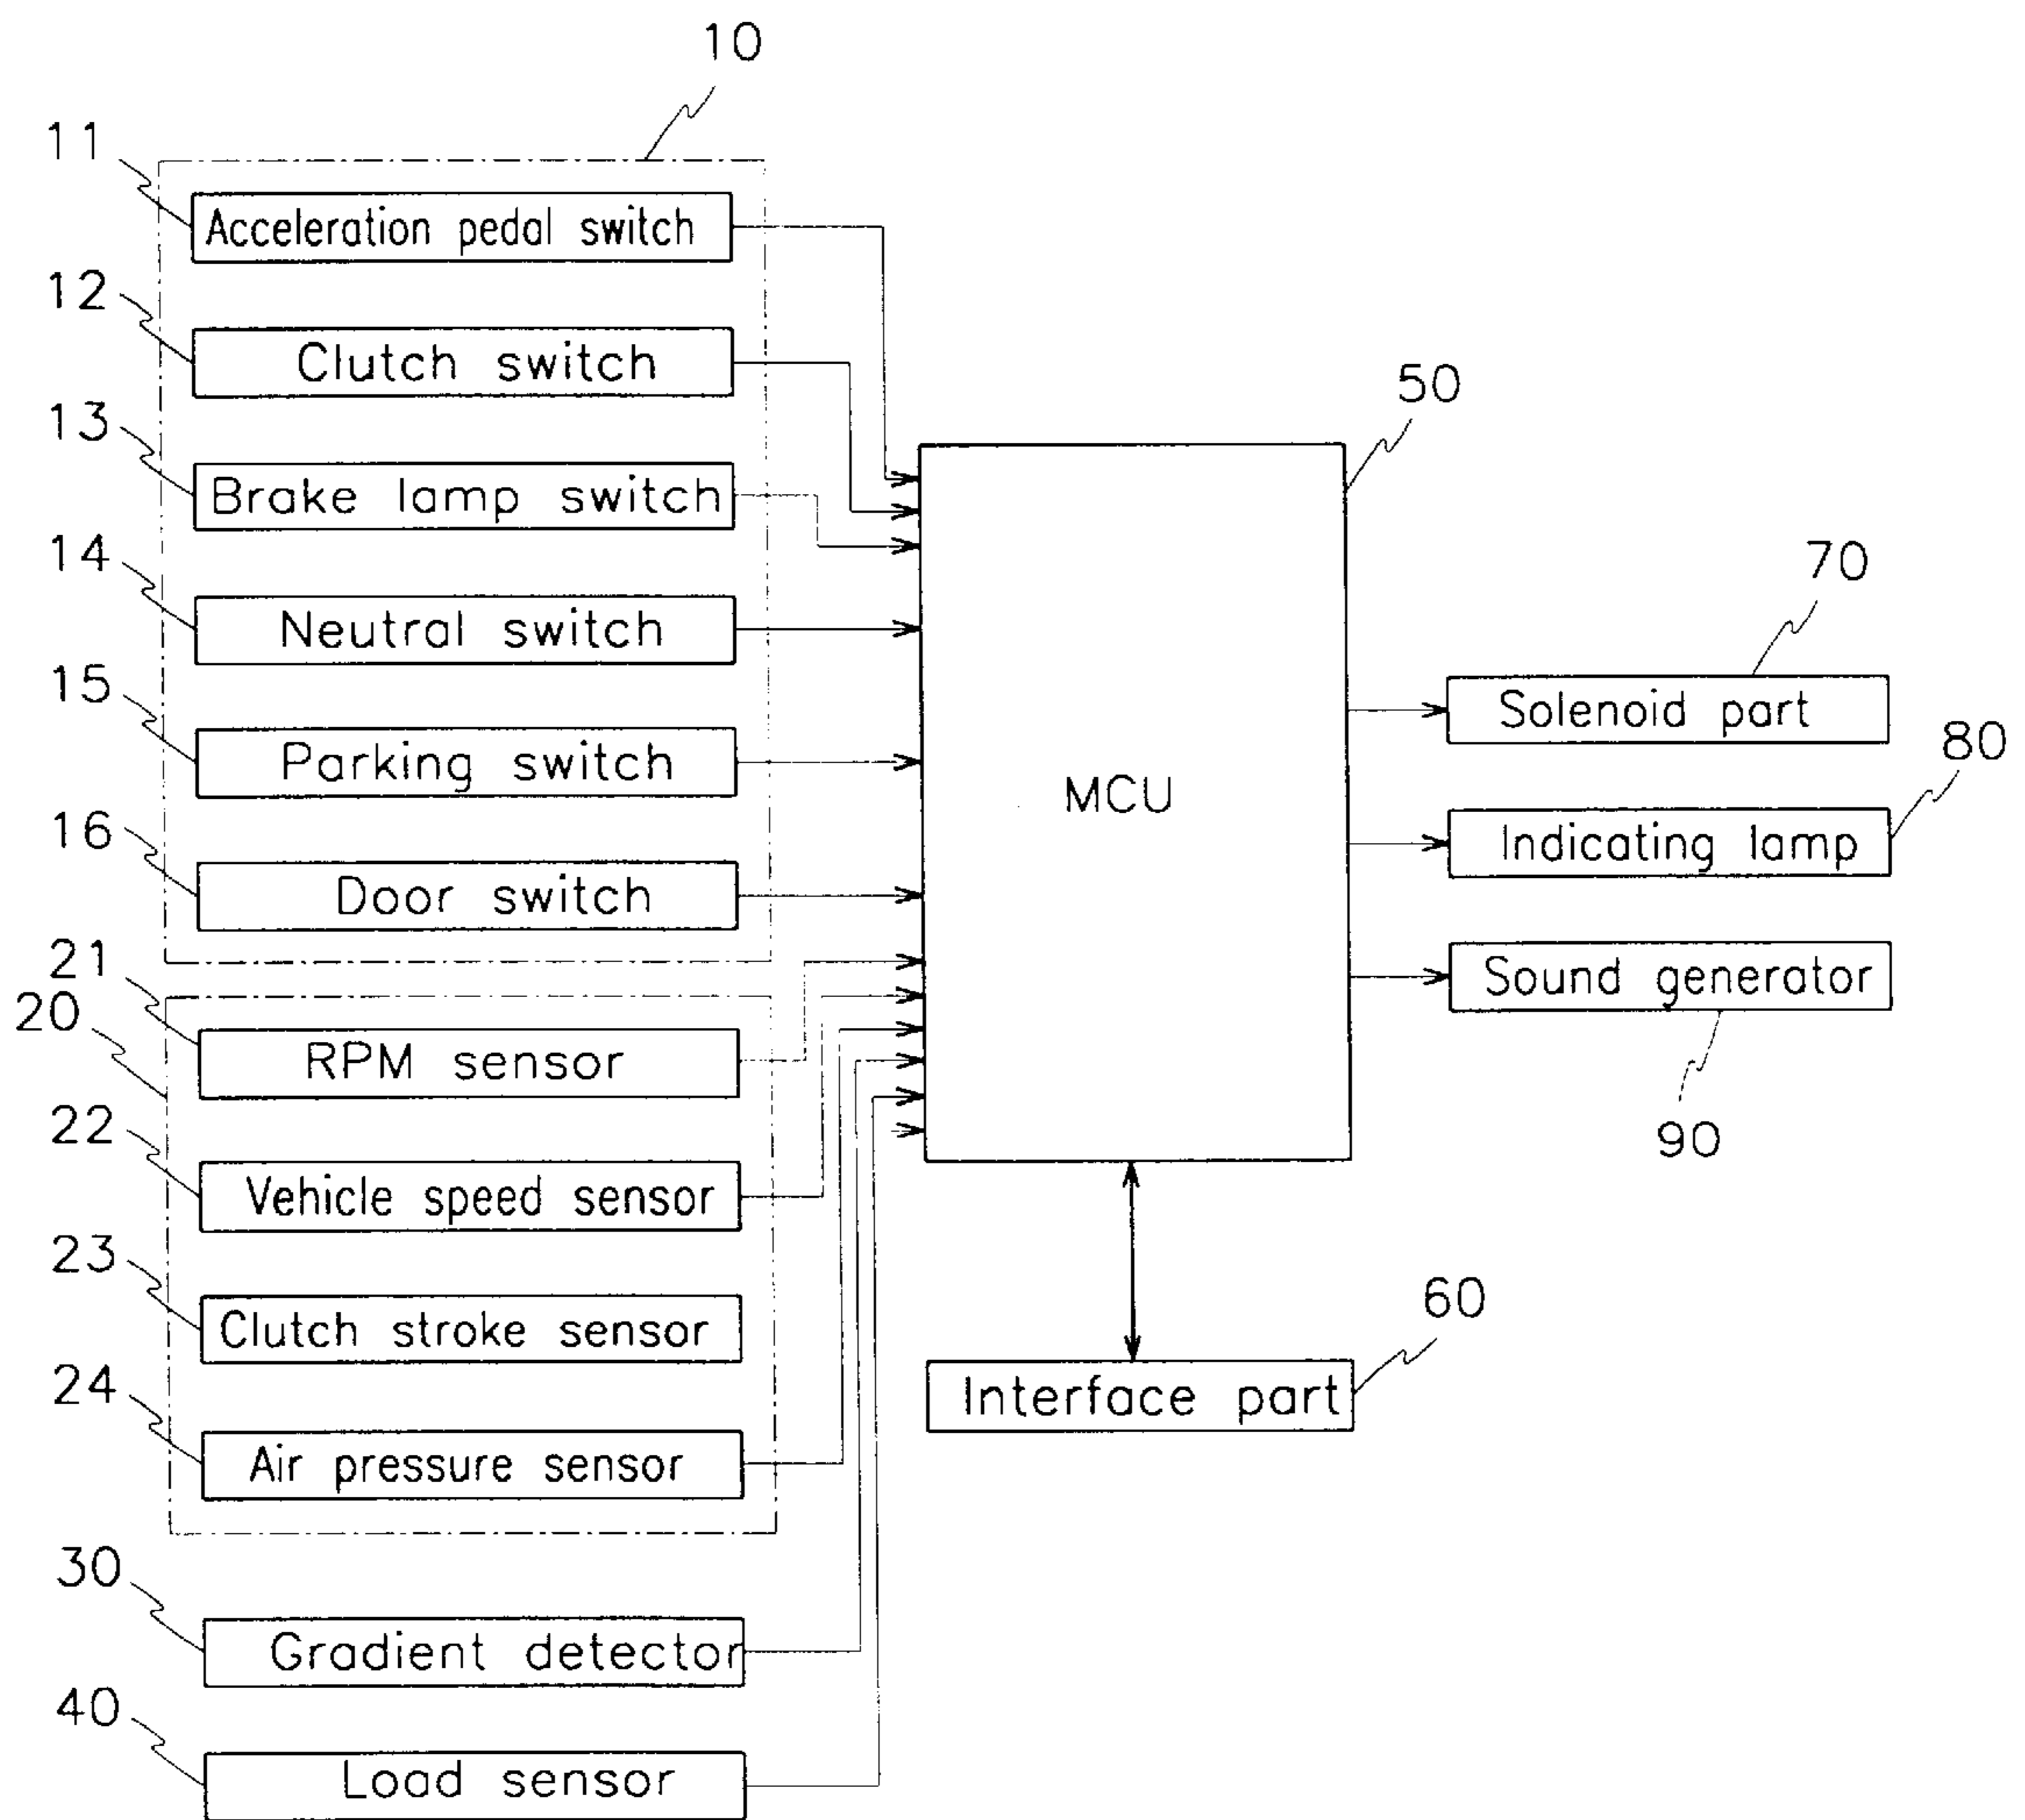 10
11
Acceleration pedal switch
12
Clutch switch
13
Brake lamp switch
14
Neutral switch
15
Parking switch
16
Door switch
21
20
RPM sensor
22
Vehicle speed sensor
23
Clutch stroke sensor
24
Air pressure sensor
30
Gradient detector
40
Load sensor
50
MCU
60
Interface part
70
Solenoid part
80
Indicating lamp
Sound generator
90